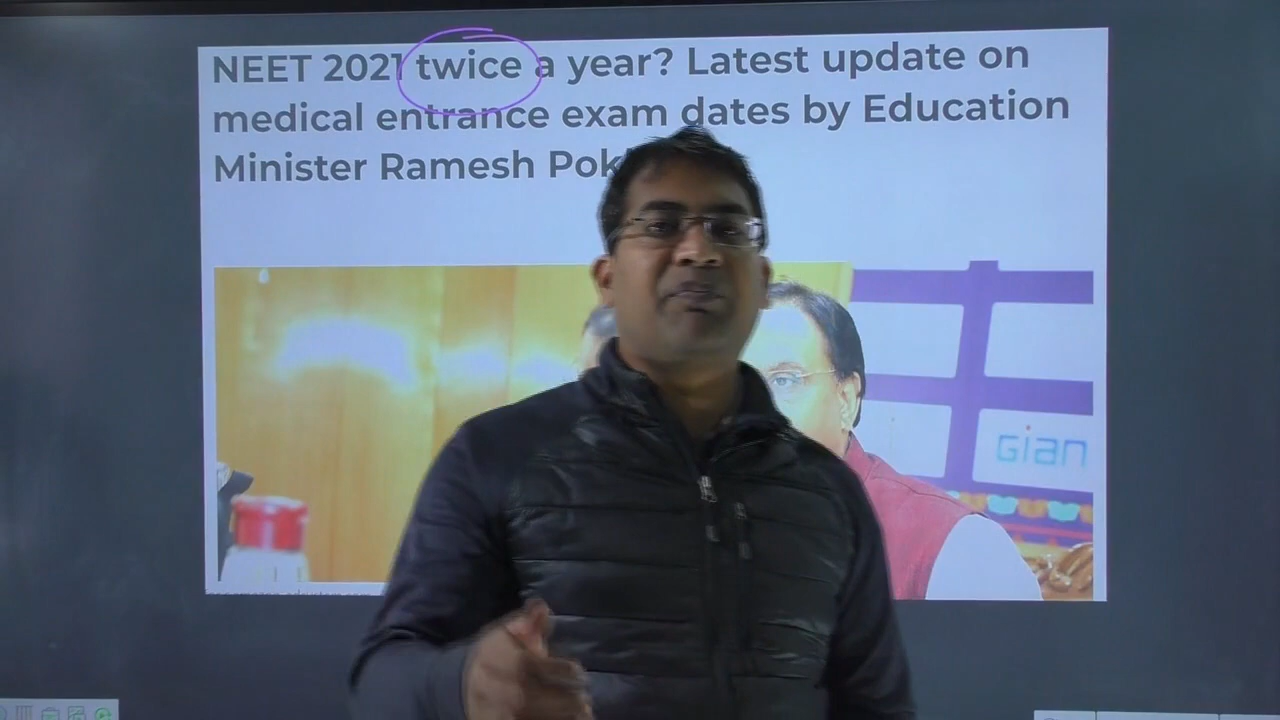 NEET 2021 twice a year? Latest update on
medical entrance exam dates by Education
Minister Ramesh Pok
GIAN